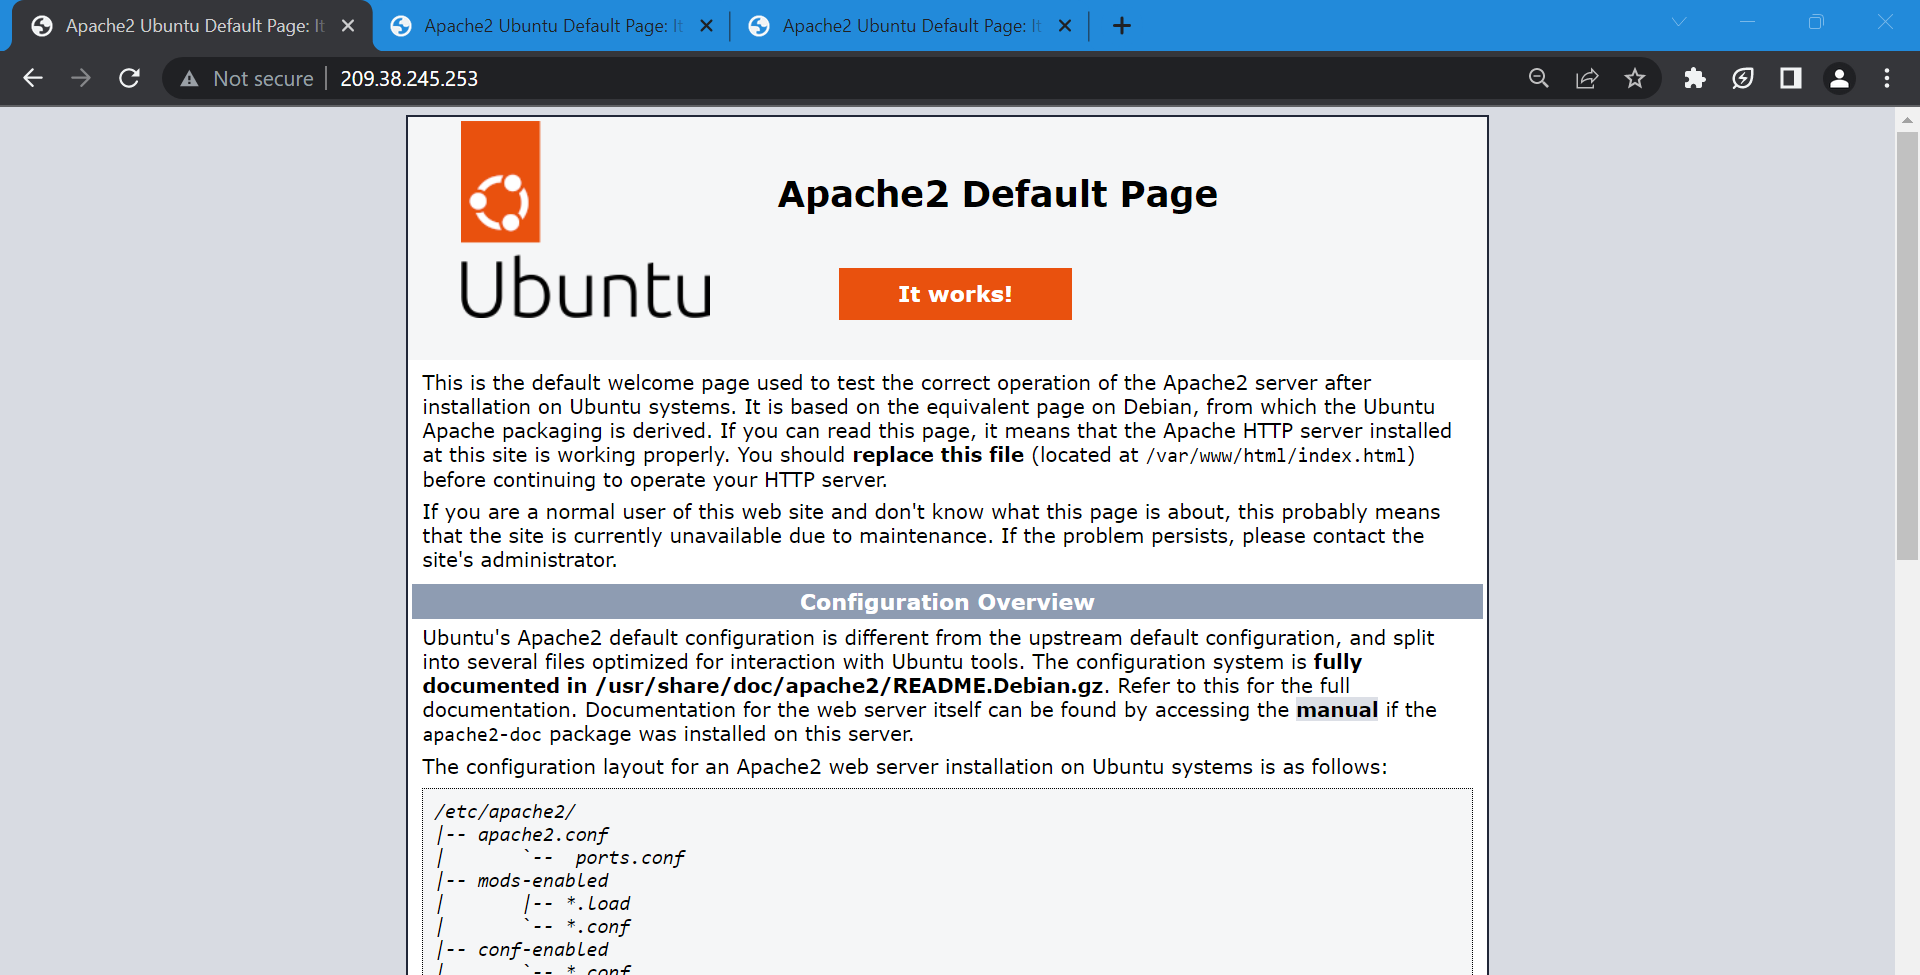 Apache2 Ubuntu Default Page: It
Apache2 Ubuntu Default Page: It
Apache2 Ubuntu Default Page: It
Not secure
209.38.245.253
Ubuntu
Apache2 Default Page
It works!
This is the default welcome page used to test the correct operation of the Apache2 server after
installation on Ubuntu systems. It is based on the equivalent page on Debian, from which the Ubuntu
Apache packaging is derived. If you can read this page, it means that the Apache HTTP server installed
at this site is working properly. You should replace this file (located at /var/www/html/index.html)
before continuing to operate your HTTP server.
If you are a normal user of this web site and don't know what this page is about, this probably means
that the site is currently unavailable due to maintenance. If the problem persists, please contact the
site's administrator.
Configuration Overview
Ubuntu's Apache2 default configuration is different from the upstream default configuration, and split
into several files optimized for interaction with Ubuntu tools. The configuration system is fully
documented in /usr/share/doc/apache2/README.Debian.gz. Refer to this for the full
documentation. Documentation for the web server itself can be found by accessing the manual if the
apache2-doc package was installed on this server.
The configuration layout for an Apache2 web server installation on Ubuntu systems is as follows:
/etc/apache2/
|-- apache2.conf
|       `--  ports.conf
|-- mods-enabled
|       |-- *.load
|       `-- *.conf
|-- conf-enabled
|       `-- *.conf